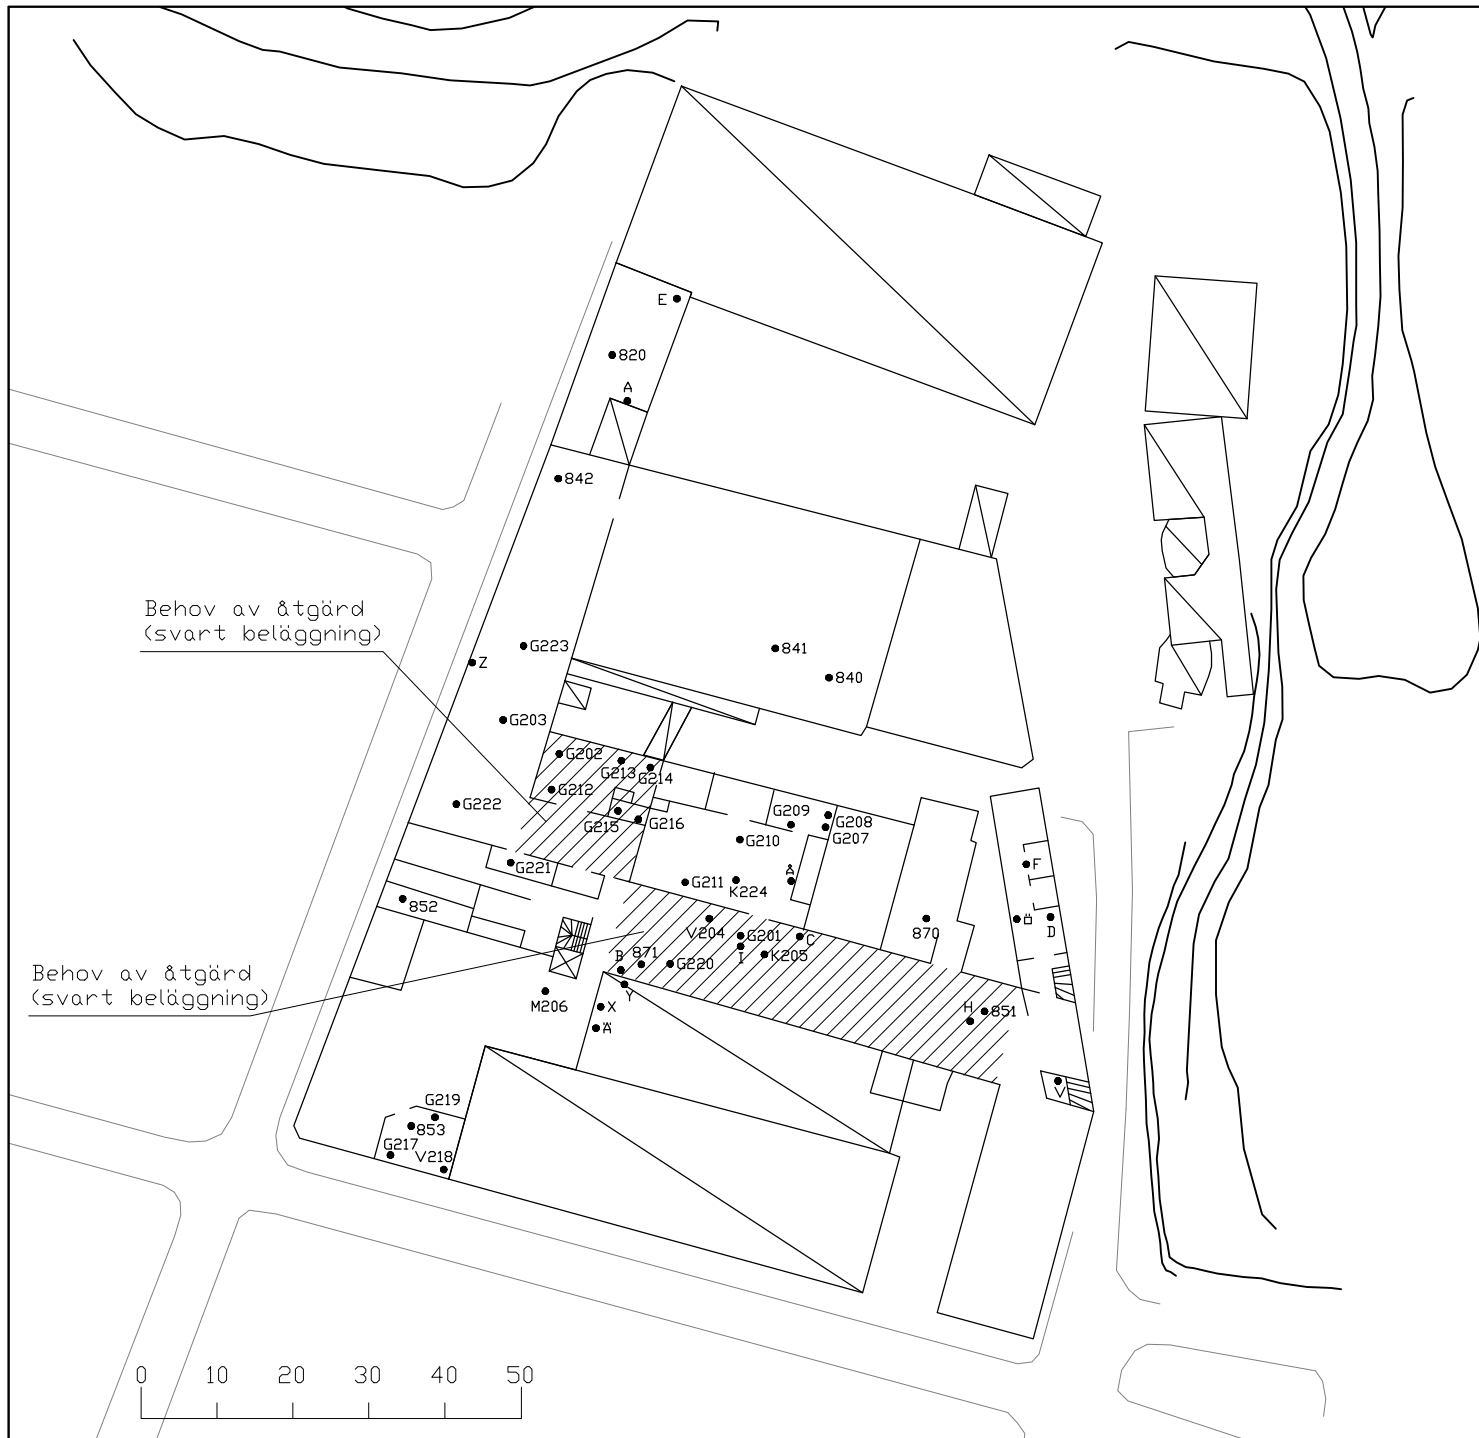 E
820
A
842
Behov av åtgärd
(svart beläggning)
G223
Z
841
840
G203
G202
G213
G214
G212
G222
G215
G216
G209
G208
G207
G210
G221
G211
K224
Å
F
852
V204
G201
C
I
K205
870
Ö
D
B
871
G220
Behov av åtgärd
(svart beläggning)
M206
Y
X
Ä
H
851
V
G219
853
G217
V218
0 10 20 30 40 50